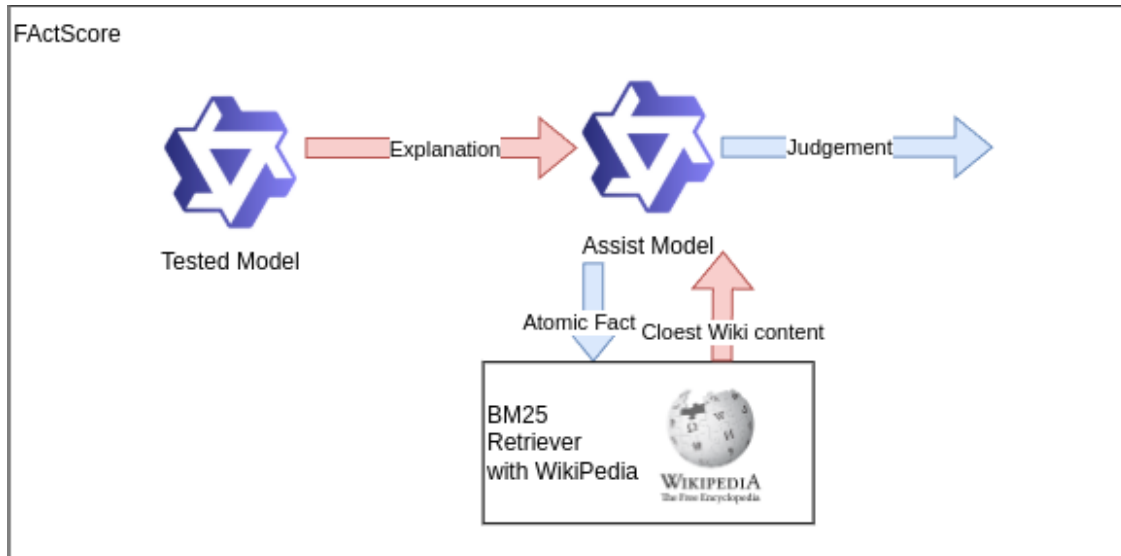 FActScore
Explanation
Judgement
Tested Model
Assist Model
Atomic Fact
Cloest Wiki content
BM25
Retriever
with WikiPedia
WIKIPEDIA
The Free Encyclopedia